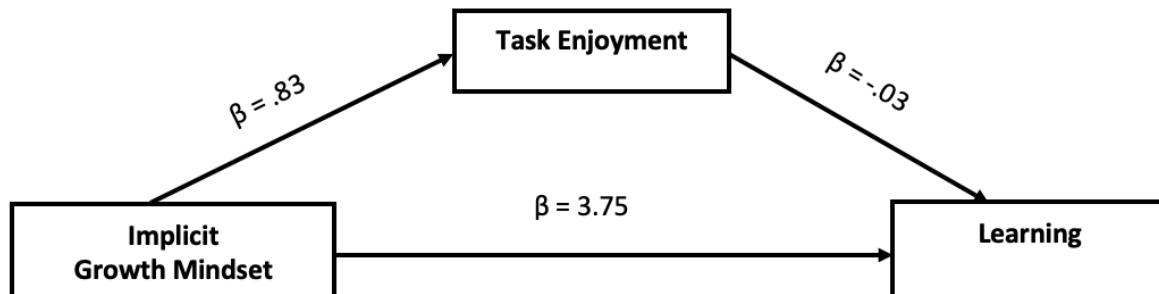 Task Enjoyment
β = .83
β = -.03
β = 3.75
Implicit
Growth Mindset
Learning